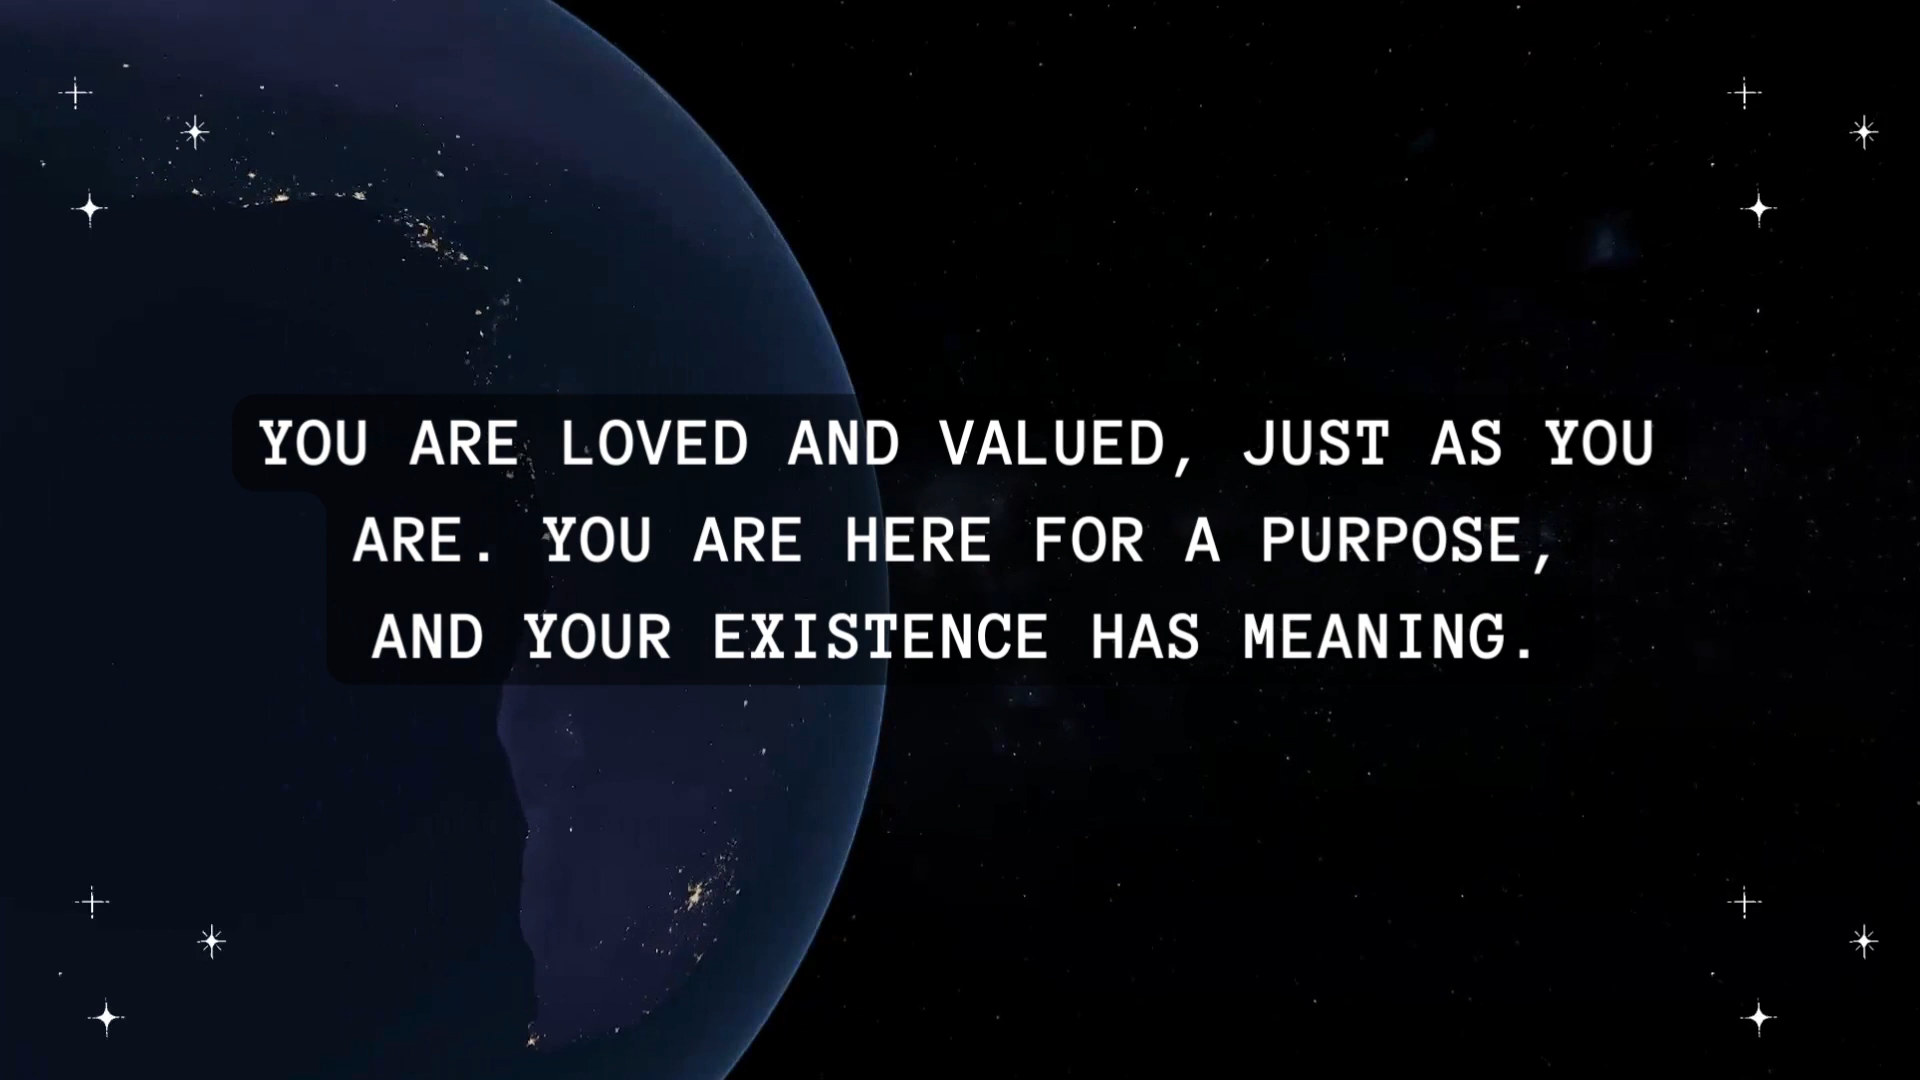 YOU ARE LOVED AND VALUED, JUST AS YOU
ARE. YOU ARE HERE FOR A PURPOSE,
AND YOUR EXISTENCE HAS MEANING.